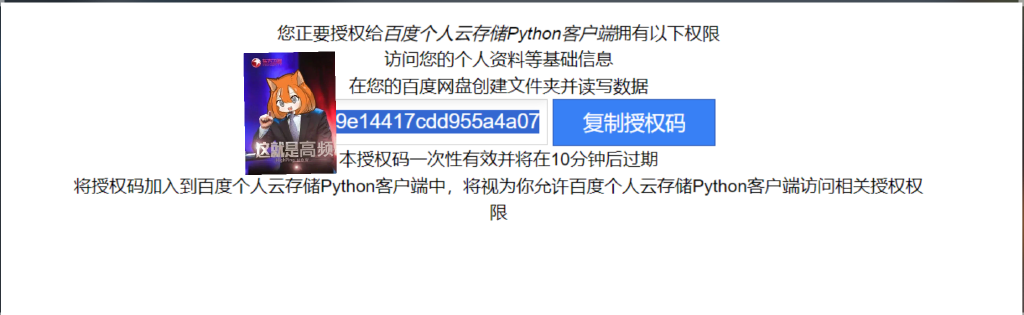 您正要授权给百度个人云存储Python客户端拥有以下权限
访问您的个人资料等基础信息
在您的百度网盘创建文件夹并读写数据
9e14417cdd955a4a07
复制授权码
这就是高频
本授权码一次性有效并将在10分钟后过期
将授权码加入到百度个人云存储Python客户端中，将视为你允许百度个人云存储Python客户端访问相关授权权
限